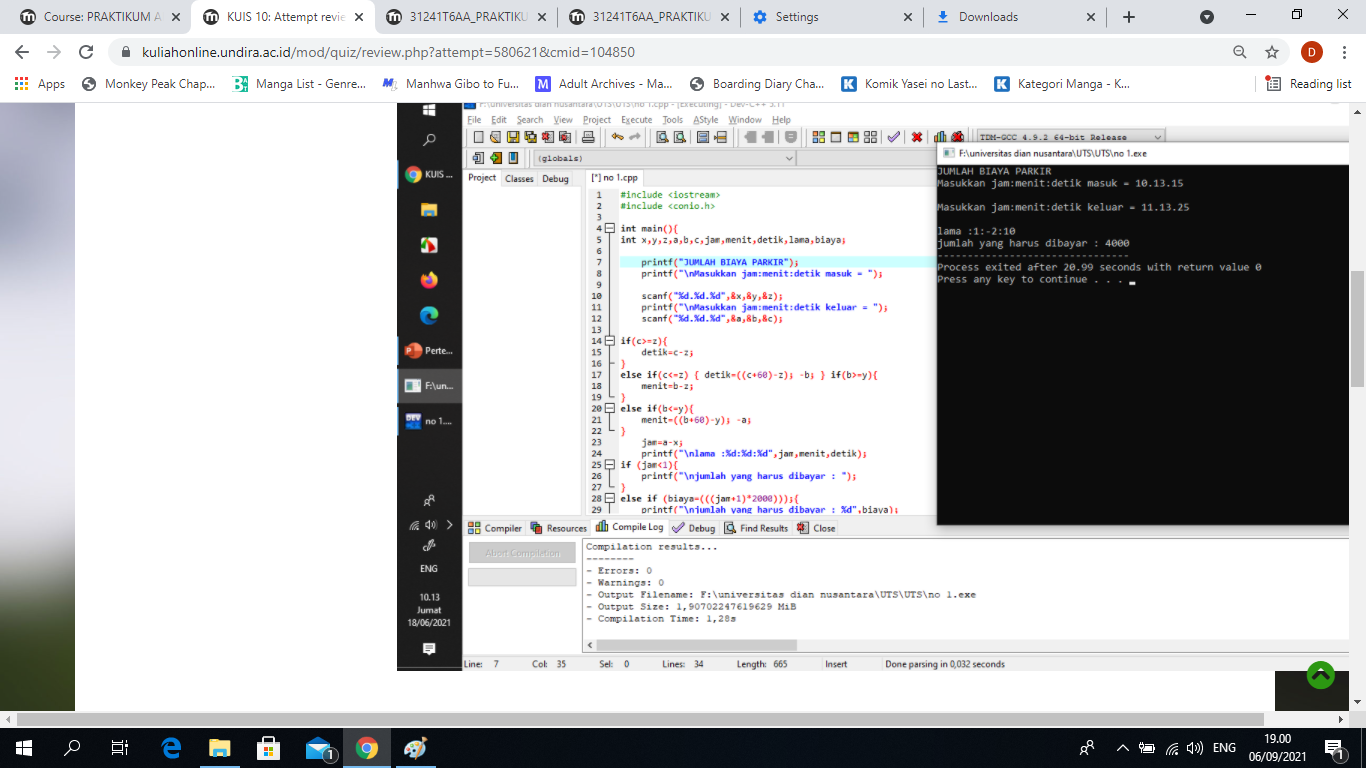 Course: PRAKTIKUM A
KUIS 10: Attempt revie
31241T6AA_PRAKTIKU
31241T6AA_PRAKTIKU
Settings
Downloads
kuliahonline.undira.ac.id/mod/quiz/review.php?attempt=580621&cmid=104850
D
Apps
Monkey Peak Chap...
Manga List - Genre...
Manhwa Gibo to Fu...
Adult Archives - Ma...
Boarding Diary Cha...
Komik Yasei no Last...
Kategori Manga - K...
Reading list
F:\universitas dian nusantara\UTS\UTS\no 1.cpp - [Executing] - Dev-C++ 5.11
File Edit Search View Project Execute Tools AStyle Window Help
TDM-GCC 4.9.2 64-bit Release
(globals)
Project Classes Debug
[*] no 1.cpp
1 #include <iostream>
2 #include <conio.h>
3
4 int main(){
5 int x,y,z,a,b,c,jam,menit,detik,lama,biaya;
6
7 printf("JUMLAH BIAYA PARKIR");
8 printf("\nMasukkan jam:menit:detik masuk = ");
9
10 scanf("%d.%d.%d",&x,&y,&z);
11 printf("\nMasukkan jam:menit:detik keluar = ");
12 scanf("%d.%d.%d",&a,&b,&c);
13
14 if(c>=z){
15 detik=c-z;
16 }
17 else if(c<=z) { detik=((c+60)-z); -b; } if(b>=y){
18 menit=b-z;
19 }
20 else if(b<=y){
21 menit=((b+60)-y); -a;
22 }
23 jam=a-x;
24 printf("\nlama :%d:%d:%d",jam,menit,detik);
25 if (jam<1){
26 printf("\njumlah yang harus dibayar : ");
27 }
28 else if (biaya=(((jam+1)*2000))){
29 printf("\njumlah yang harus dibayar : %d",biaya);
F:\universitas dian nusantara\UTS\UTS\no 1.exe
JUMLAH BIAYA PARKIR
Masukkan jam:menit:detik masuk = 10.13.15
Masukkan jam:menit:detik keluar = 11.13.25
lama :1:-2:10
jumlah yang harus dibayar : 4000
--------------------------------
Process exited after 20.99 seconds with return value 0
Press any key to continue . . .
KUIS ...
Perte...
F:\un...
DEV
no 1....
ENG
10.13
Jumat
18/06/2021
Compiler Resources Compile Log Debug Find Results Close
Abort Compilation
Compilation results...
--------
- Errors: 0
- Warnings: 0
- Output Filename: F:\universitas dian nusantara\UTS\UTS\no 1.exe
- Output Size: 1,90702247619629 MiB
- Compilation Time: 1,28s
Line: 7 Col: 35 Sel: 0 Lines: 34 Length: 665 Insert Done parsing in 0,032 seconds
1
ENG
19.00
06/09/2021
1